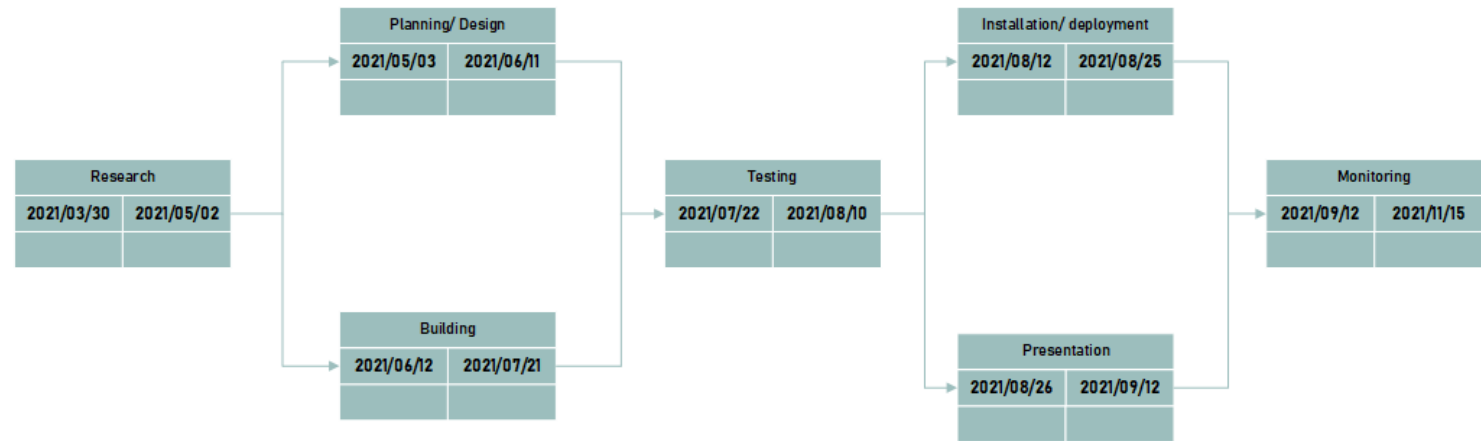 Planning/ Design
2021/05/03 2021/06/11
Installation/ deployment
2021/08/12 2021/08/25
Research
2021/03/30 2021/05/02
Testing
2021/07/22 2021/08/10
Monitoring
2021/09/12 2021/11/15
Building
2021/06/12 2021/07/21
Presentation
2021/08/26 2021/09/12